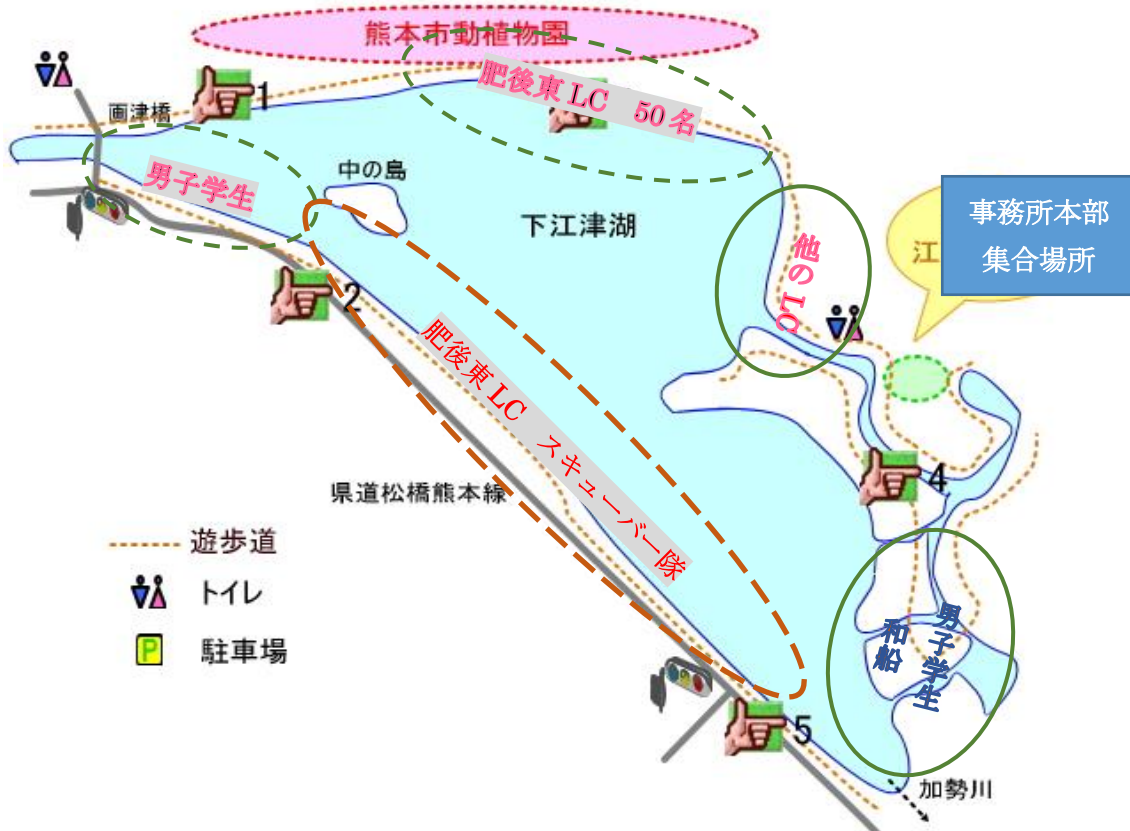 熊本市動植物園
肥後東LC 50名
1
画津橋
男子学生
中の島
下江津湖
他のLC
事務所本部
集合場所
江
2
肥後東LC スキューバー隊
4
県道松橋熊本線
遊歩道
トイレ
P 駐車場
男子学生
和船
5
加勢川